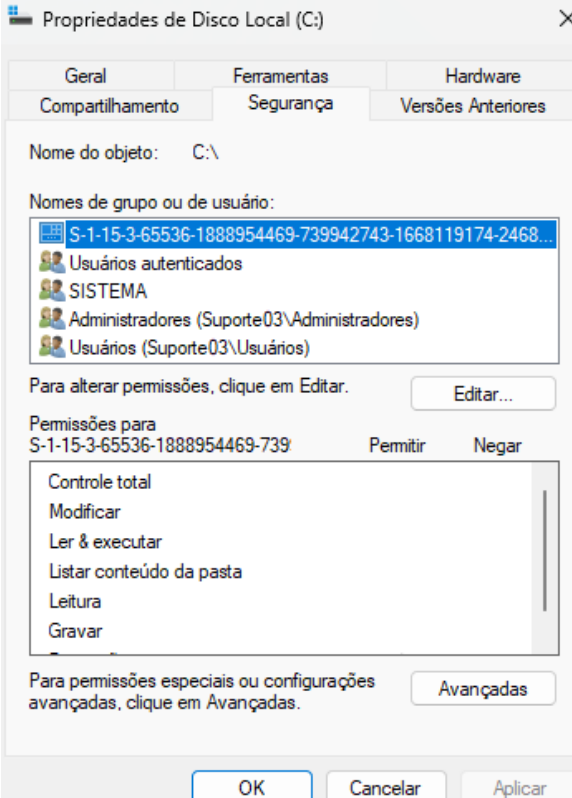 Propriedades de Disco Local (C:)
Geral Ferramentas Hardware
Compartilhamento Segurança Versões Anteriores
Nome do objeto: C:\
Nomes de grupo ou de usuário:
S-1-15-3-65536-1888954469-739942743-1668119174-2468...
Usuários autenticados
SISTEMA
Administradores (Suporte03\Administradores)
Usuários (Suporte03\Usuários)
Para alterar permissões, clique em Editar.
Editar...
Permissões para
S-1-15-3-65536-1888954469-739 Permitir Negar
Controle total
Modificar
Ler & executar
Listar conteúdo da pasta
Leitura
Gravar
Para permissões especiais ou configurações
avançadas, clique em Avançadas.
Avançadas
OK Cancelar Aplicar